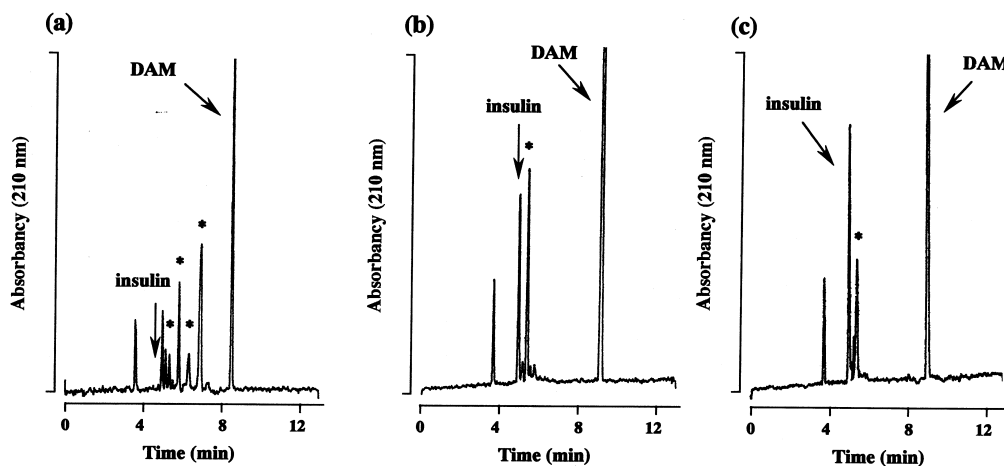 (a)
DAM
insulin
*
*
*
*
Absorbancy (210 nm)
0
4
8
12
Time (min)
(b)
DAM
insulin
*
Absorbancy (210 nm)
0
4
8
12
Time (min)
(c)
DAM
insulin
*
Absorbancy (210 nm)
0
4
8
12
Time (min)